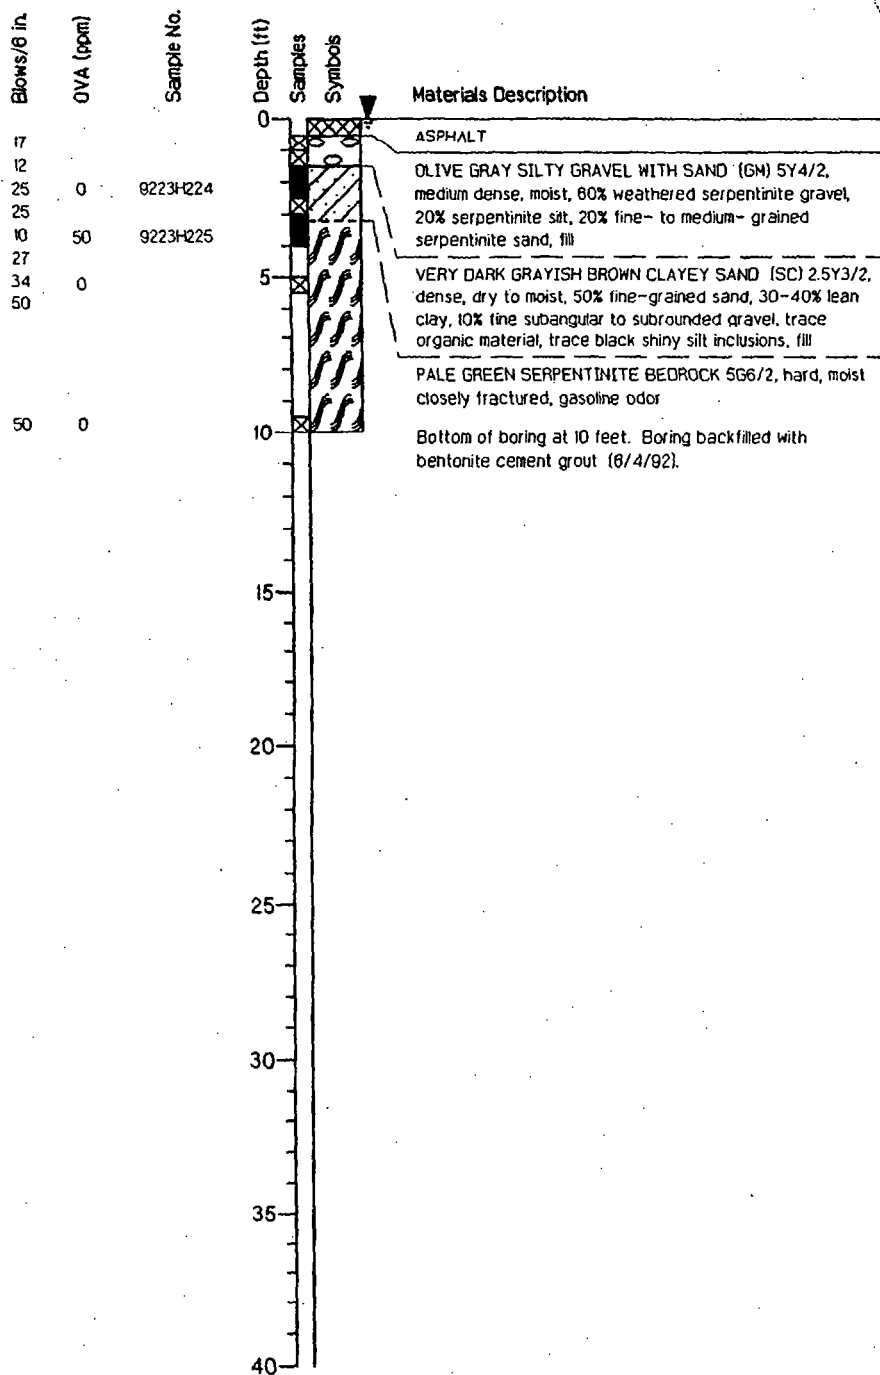 Blows/6 in.
OVA (ppm)
Sample No.
Depth (ft)
Samples
Symbols
Materials Description
0
ASPHALT
17
12
OLIVE GRAY SILTY GRAVEL WITH SAND (GM) 5Y4/2,
25 0 9223H224
medium dense, moist, 60% weathered serpentinite gravel,
25
20% serpentinite silt, 20% fine- to medium- grained
10 50 9223H225
serpentinite sand, fill
27
34 0
5
50
VERY DARK GRAYISH BROWN CLAYEY SAND (SC) 2.5Y3/2,
dense, dry to moist, 50% fine-grained sand, 30-40% lean
clay, 10% fine subangular to subrounded gravel, trace
organic material, trace black shiny silt inclusions, fill
PALE GREEN SERPENTINITE BEDROCK 5G6/2, hard, moist
closely fractured, gasoline odor
50 0
10
Bottom of boring at 10 feet. Boring backfilled with
bentonite cement grout (6/4/92).
15
20
25
30
35
40